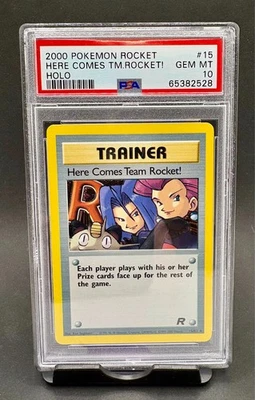 2000 POKEMON ROCKET #15
HERE COMES TM.ROCKET! GEM MT
HOLO PSA 10
65382528
TRAINER
Here Comes Team Rocket!
R
Each player plays with his or her
Prize cards face up for the rest of
the game.
R